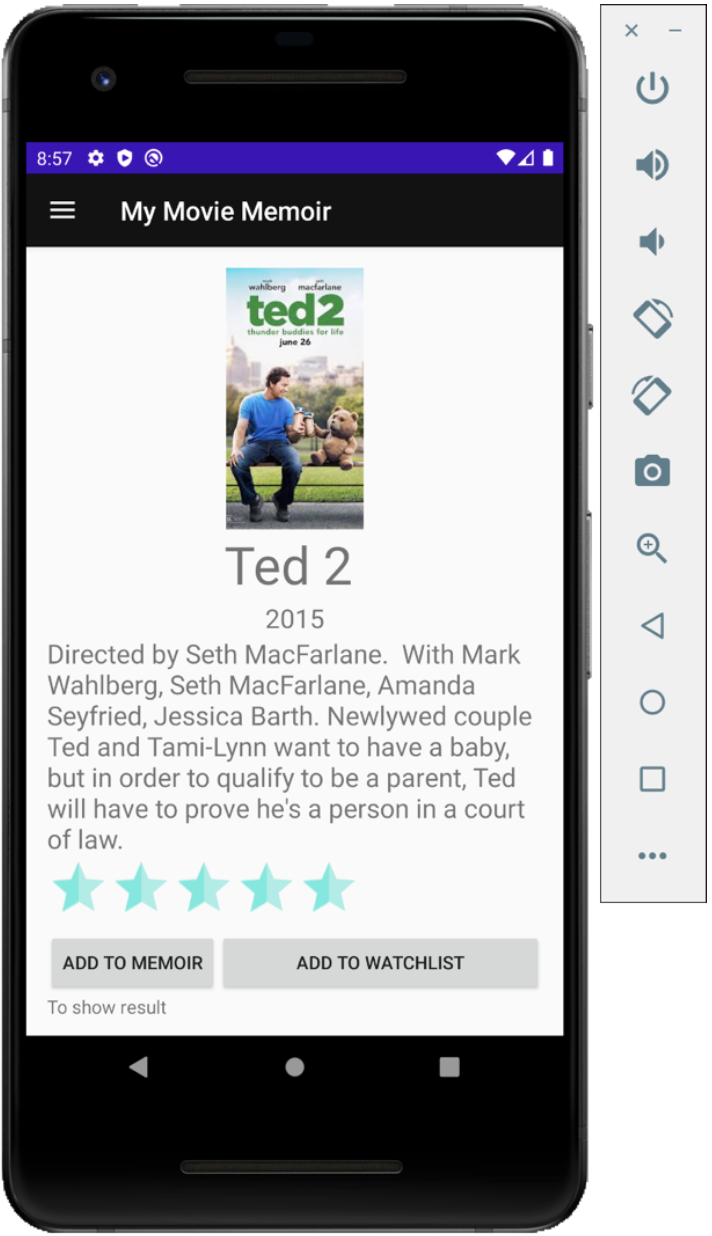 8:57
My Movie Memoir
mark seth
wahlberg macfarlane
ted2
thunder buddies for life
june 26
Ted 2
2015
Directed by Seth MacFarlane.  With Mark
Wahlberg, Seth MacFarlane, Amanda
Seyfried, Jessica Barth. Newlywed couple
Ted and Tami-Lynn want to have a baby,
but in order to qualify to be a parent, Ted
will have to prove he's a person in a court
of law.
ADD TO MEMOIR ADD TO WATCHLIST
To show result